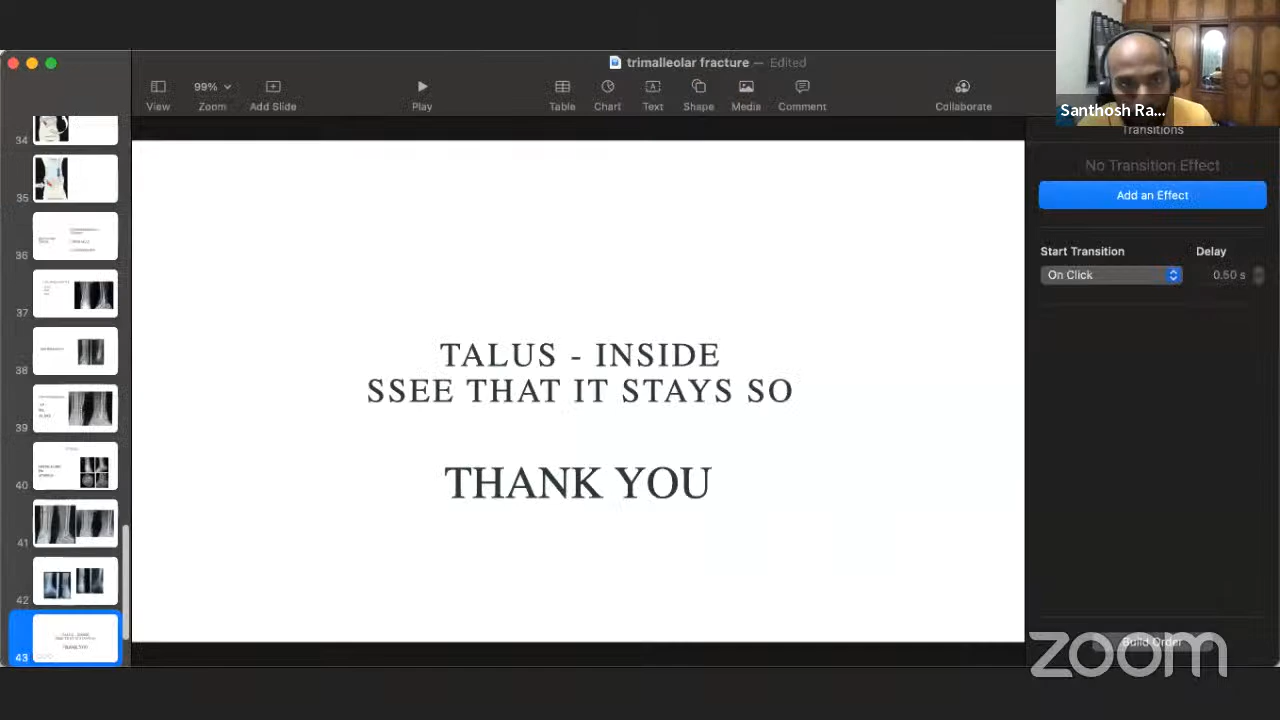 trimalleolar fracture — Edited
99%
View
Zoom
Add Slide
Play
Table
Chart
Text
Shape
Media
Comment
Collaborate
Santhosh Ra...
Transitions
No Transition Effect
Add an Effect
Start Transition
Delay
On Click
0.50 s
34
35
36
37
38
39
40
41
42
43
TALUS - INSIDE
SSEE THAT IT STAYS SO
THANK YOU
Build Order
zoom